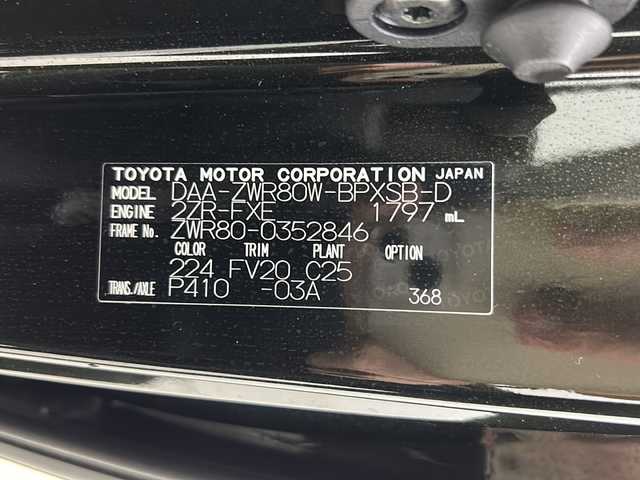 TOYOTA MOTOR CORPORATION JAPAN
MODEL DAA-ZWR80W-BPXSB-D
ENGINE 2ZR-FXE 1797 mL
FRAME No. ZWR80-0352846
COLOR TRIM PLANT OPTION
224 FV20 C25
TRANS./AXLE P410 -03A 368